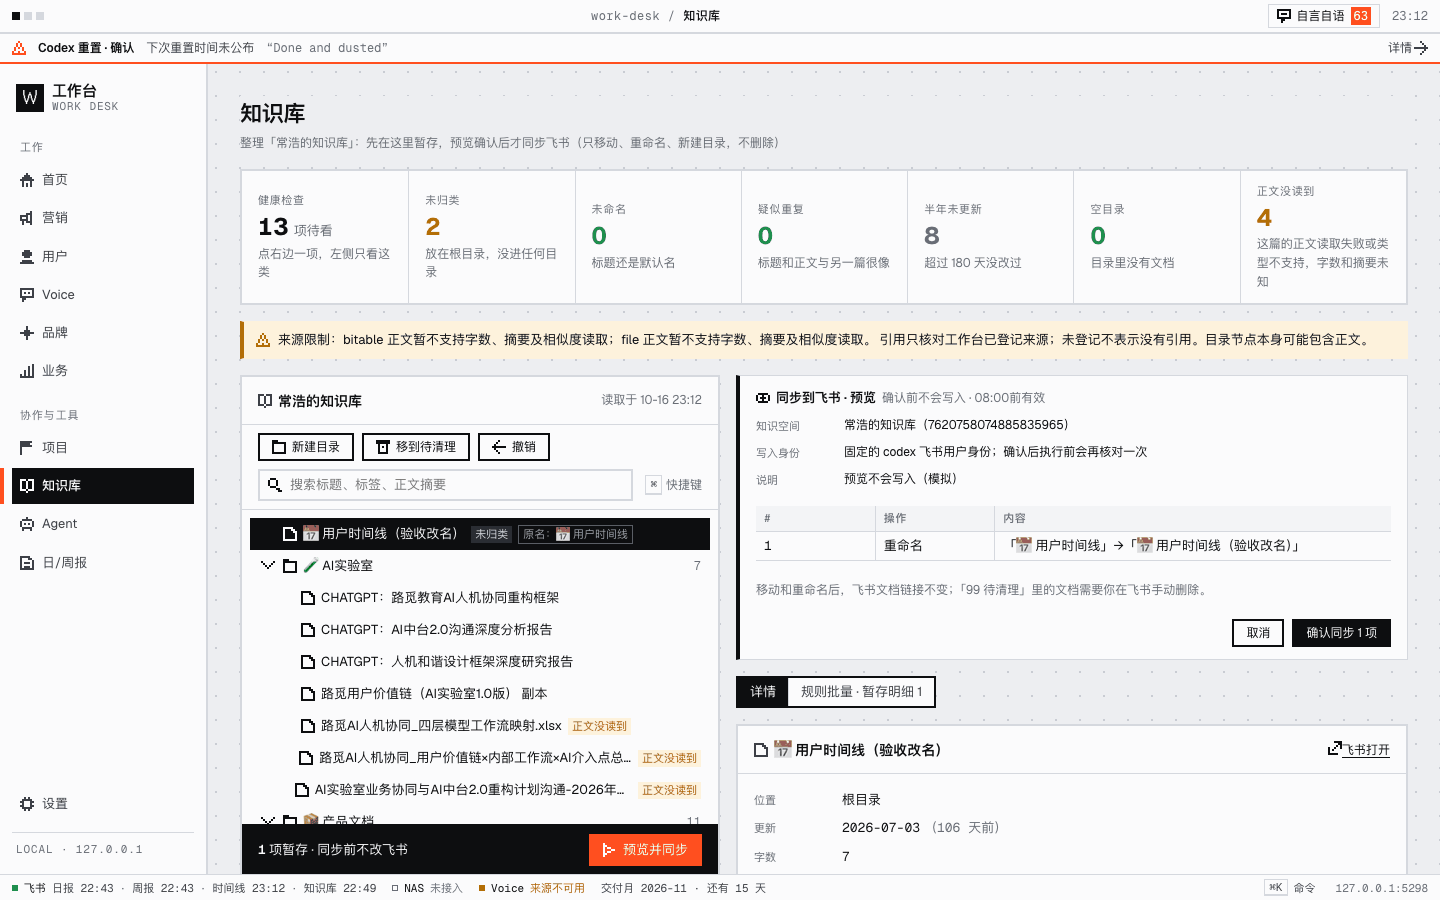 work-desk / 知识库
自言自语 63 23:12
Codex 重置 · 确认 下次重置时间未公布 “Done and dusted” 详情
W 工作台
WORK DESK
工作
首页
营销
用户
Voice
品牌
业务
协作与工具
项目
知识库
Agent
日/周报
设置
LOCAL · 127.0.0.1
知识库
整理「常浩的知识库」：先在这里暂存，预览确认后才同步飞书（只移动、重命名、新建目录，不删除）
健康检查
13 项待看
点右边一项，左侧只看这
类
未归类
2
放在根目录，没进任何目
录
未命名
0
标题还是默认名
疑似重复
0
标题和正文与另一篇很像
半年未更新
8
超过 180 天没改过
空目录
0
目录里没有文档
正文没读到
4
这篇的正文读取失败或类
型不支持，字数和摘要未
知
来源限制：bitable 正文暂不支持字数、摘要及相似度读取；file 正文暂不支持字数、摘要及相似度读取。 引用只核对工作台已登记来源；未登记不表示没有引用。目录节点本身可能包含正文。
常浩的知识库 读取于 10-16 23:12
新建目录 移到待清理 撤销
搜索标题、标签、正文摘要 ⌘ 快捷键
用户时间线（验收改名） 未归类 原名：📅 用户时间线
AI实验室 7
CHATGPT：路觅教育AI人机协同重构框架
CHATGPT：AI中台2.0沟通深度分析报告
CHATGPT：人机和谐设计框架深度研究报告
路觅用户价值链（AI实验室1.0版） 副本
路觅AI人机协同_四层模型工作流映射.xlsx 正文没读到
路觅AI人机协同_用户价值链×内部工作流×AI介入点总… 正文没读到
AI实验室业务协同与AI中台2.0重构计划沟通-2026年… 正文没读到
产品文档 11
1 项暂存 · 同步前不改飞书 预览并同步
同步到飞书 · 预览 确认前不会写入 · 08:00前有效
知识空间 常浩的知识库（7620758074885835965）
写入身份 固定的 codex 飞书用户身份；确认后执行前会再核对一次
说明 预览不会写入（模拟）
# 操作 内容
1 重命名 「📅 用户时间线」→「📅 用户时间线（验收改名）」
移动和重命名后，飞书文档链接不变；「99 待清理」里的文档需要你在飞书手动删除。
取消 确认同步 1 项
详情 规则批量 · 暂存明细 1
用户时间线（验收改名） 飞书打开
位置 根目录
更新 2026-07-03 （106 天前）
字数 7
飞书 日报 22:43 · 周报 22:43 · 时间线 23:12 · 知识库 22:49 NAS 未接入 Voice 来源不可用 交付月 2026-11 · 还有 15 天 ⌘K 命令 127.0.0.1:5298